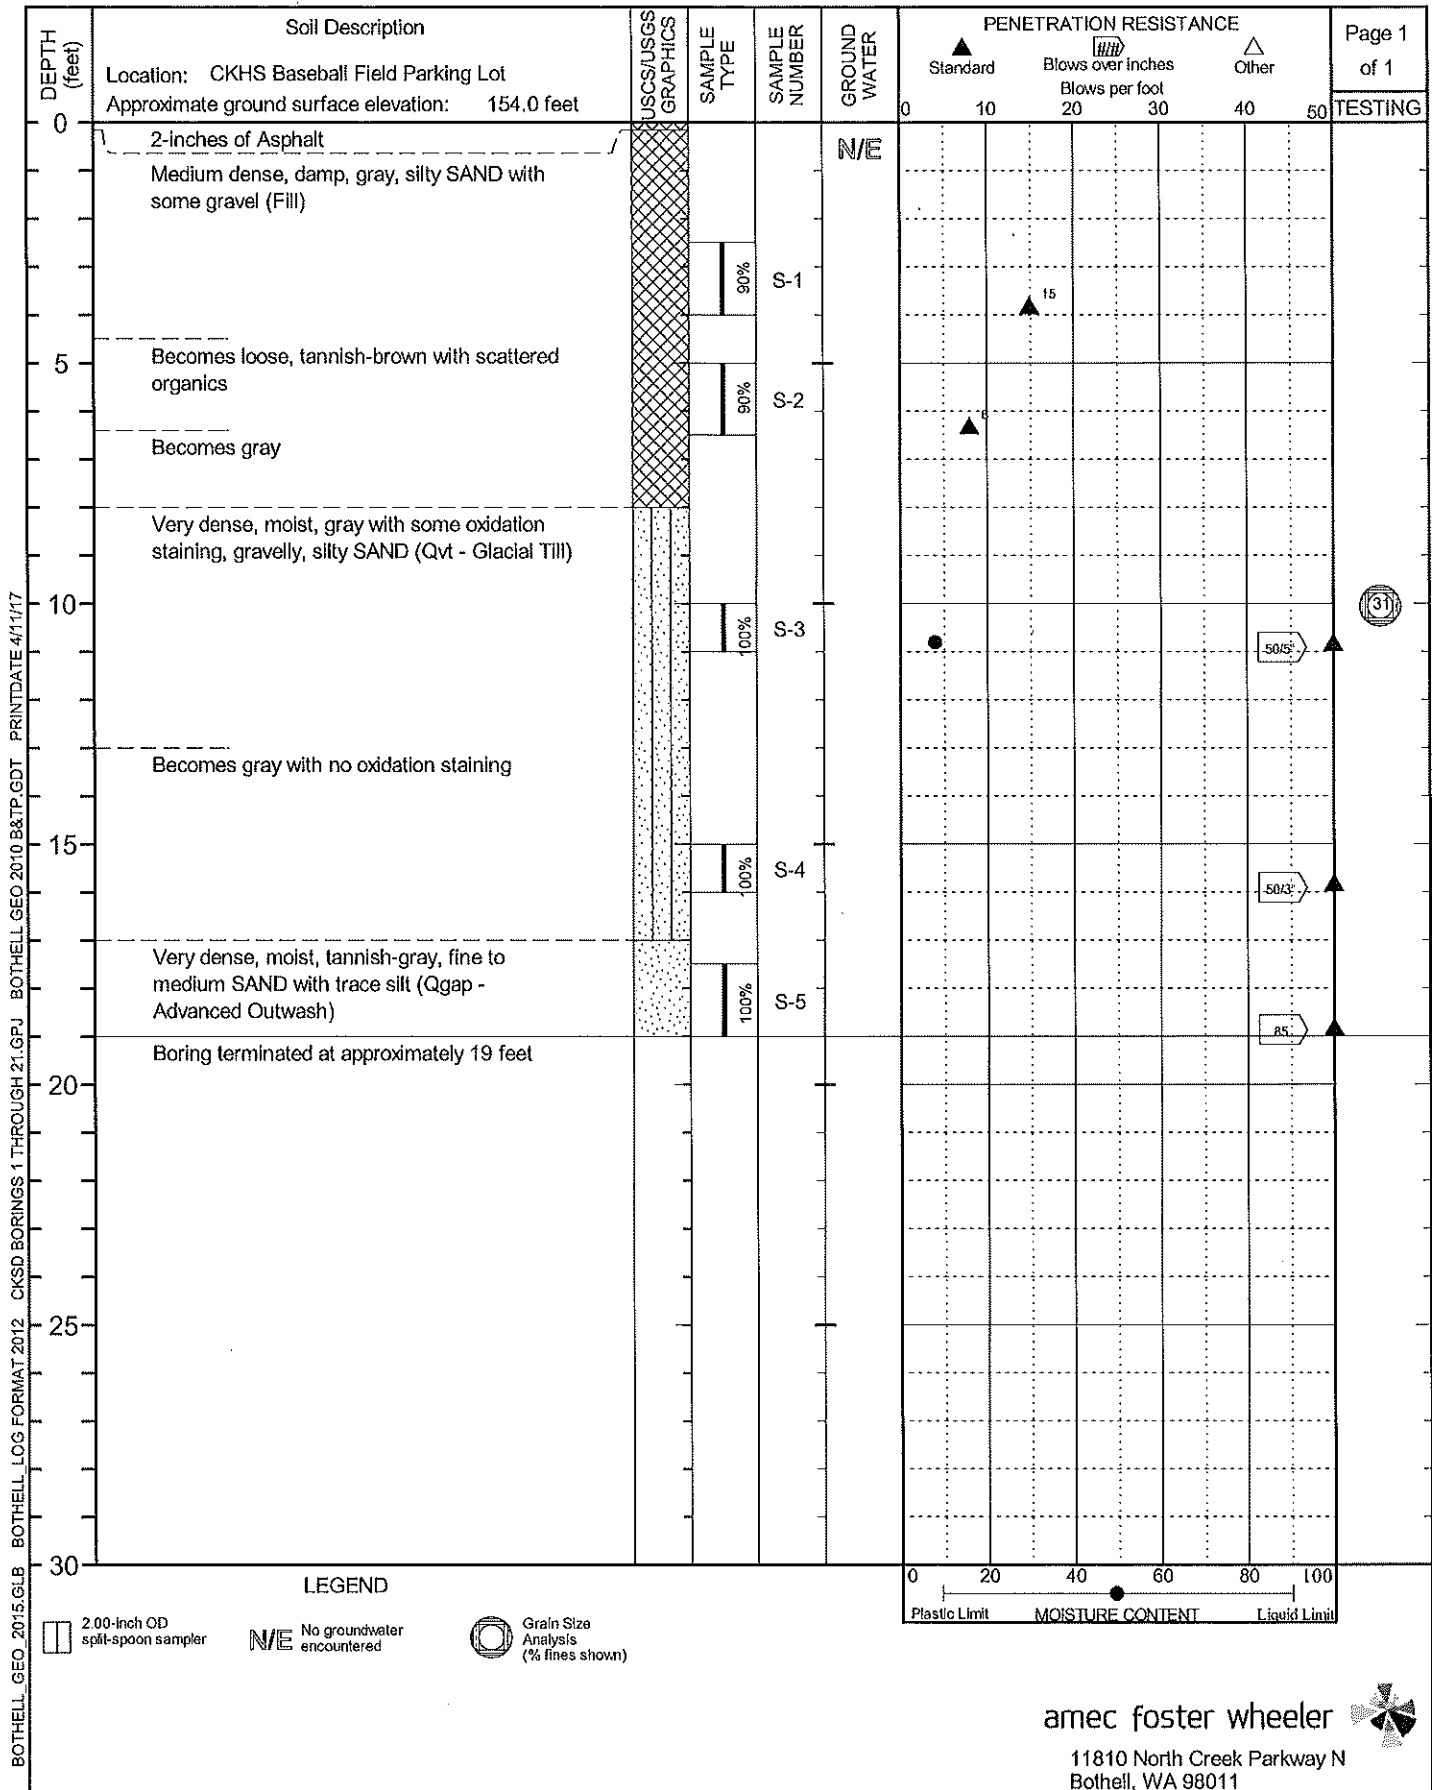 DEPTH
(feet)
Soil Description
Location: CKHS Baseball Field Parking Lot
Approximate ground surface elevation: 154.0 feet
USCS/USGS
GRAPHICS
SAMPLE
TYPE
SAMPLE
NUMBER
GROUND
WATER
PENETRATION RESISTANCE
Standard
##/##
Blows over inches
Other
Blows per foot
0 10 20 30 40 50
Page 1
of 1
TESTING
0
2-inches of Asphalt
N/E
Medium dense, damp, gray, silty SAND with
some gravel (Fill)
90%
S-1
15
Becomes loose, tannish-brown with scattered
organics
5
90%
S-2
8
Becomes gray
Very dense, moist, gray with some oxidation
staining, gravelly, silty SAND (Qvt - Glacial Till)
10
100%
S-3
50/5"
31
Becomes gray with no oxidation staining
15
100%
S-4
50/3"
Very dense, moist, tannish-gray, fine to
medium SAND with trace silt (Qgap -
Advanced Outwash)
100%
S-5
85
Boring terminated at approximately 19 feet
20
25
30
0 20 40 60 80 100
Plastic Limit MOISTURE CONTENT Liquid Limit
LEGEND
2.00-inch OD
split-spoon sampler
N/E No groundwater
encountered
Grain Size
Analysis
(% fines shown)
BOTHELL_GEO_2015.GLB BOTHELL_LOG FORMAT 2012 CKSD BORINGS 1 THROUGH 21.GPJ BOTHELL GEO 2010 B&TP.GDT PRINTDATE 4/11/17
amec foster wheeler
11810 North Creek Parkway N
Bothell, WA 98011